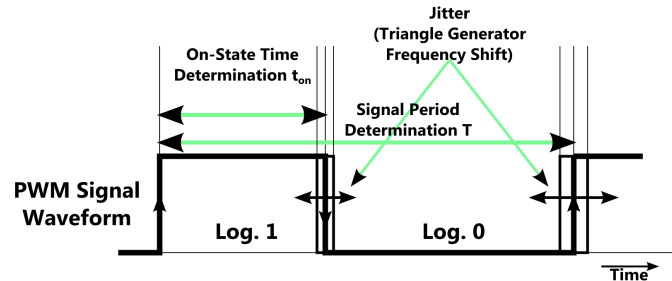 Jitter
(Triangle Generator
Frequency Shift)
On-State Time
Determination ton
Signal Period
Determination T
PWM Signal
Waveform
Log. 1
Log. 0
Time